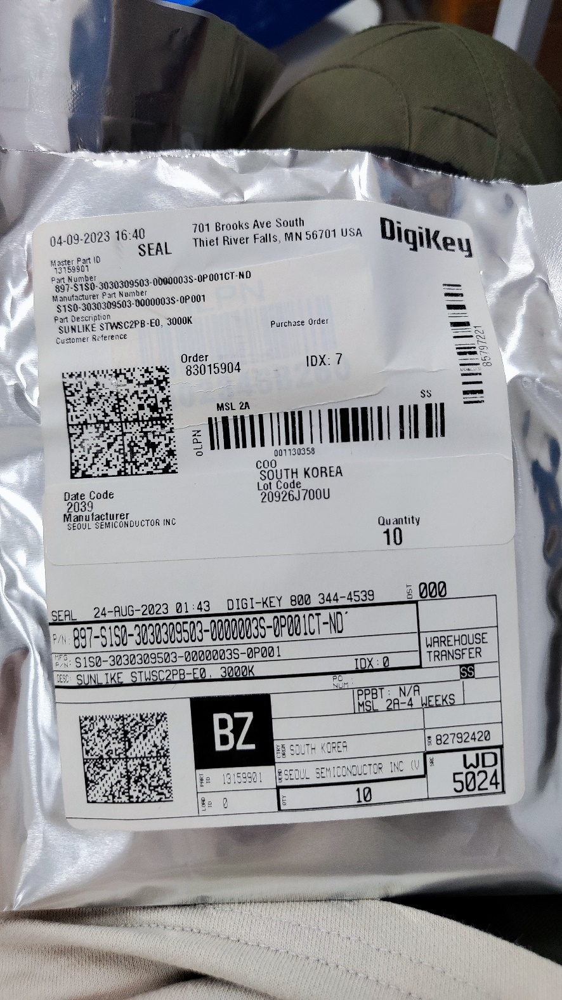 04-09-2023 16:40
SEAL
701 Brooks Ave South
Thief River Falls, MN 56701 USA
DigiKey
Master Part ID
13159901
Part Number
897-S1S0-3030309503-0000003S-0P001CT-ND
Manufacturer Part Number
S1S0-3030309503-0000003S-0P001
Part Description
SUNLIKE STWSC2PB-E0, 3000K
Customer Reference
Purchase Order
Order
83015904
IDX: 7
85797221
MSL 2A
SS
oLPN
001130358
COO
SOUTH KOREA
Lot Code
20926J700U
Date Code
2039
Manufacturer
SEOUL SEMICONDUCTOR INC
Quantity
10
SEAL 24-AUG-2023 01:43 DIGI-KEY 800 344-4539
DST 000
P/N: 897-S1S0-3030309503-0000003S-0P001CT-ND
MFG P/N: S1S0-3030309503-0000003S-0P001
DESC: SUNLIKE STWSC2PB-E0, 3000K
IDX:0
WAREHOUSE
TRANSFER
SS
PO NUM:
PPBT: N/A
MSL 2A-4 WEEKS
BZ
CTRY ORGN SOUTH KOREA
SO# 82792420
PART ID 13159901
VEND SEOUL SEMICONDUCTOR INC (V
SRC WD
5024
LOAD ID 0
QTY 10